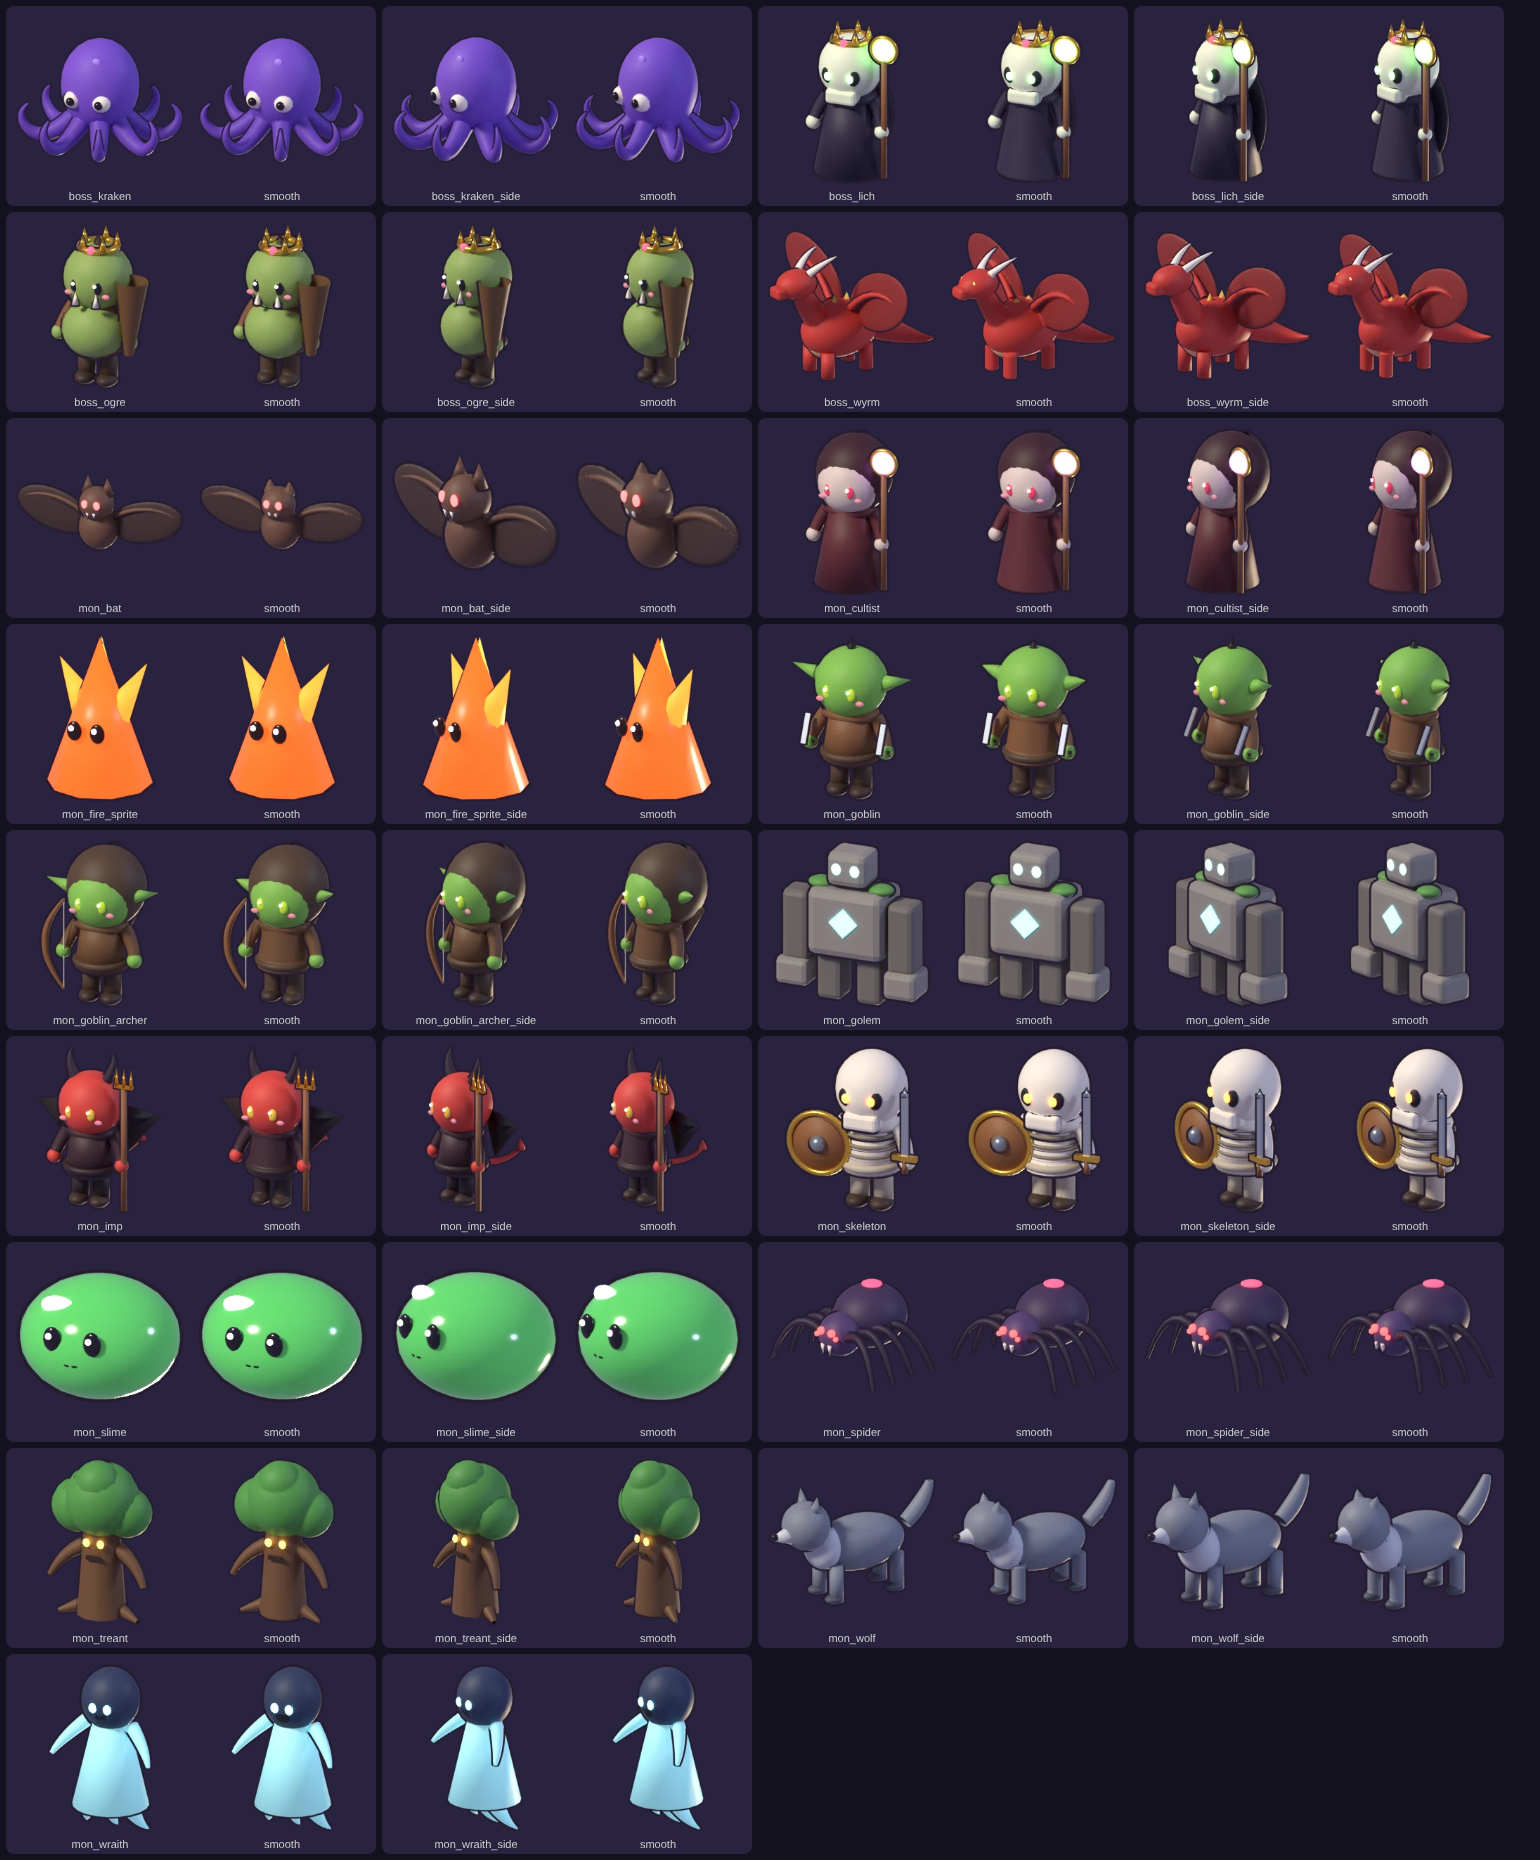 boss_kraken smooth boss_kraken_side smooth boss_lich smooth boss_lich_side smooth
boss_ogre smooth boss_ogre_side smooth boss_wyrm smooth boss_wyrm_side smooth
mon_bat smooth mon_bat_side smooth mon_cultist smooth mon_cultist_side smooth
mon_fire_sprite smooth mon_fire_sprite_side smooth mon_goblin smooth mon_goblin_side smooth
mon_goblin_archer smooth mon_goblin_archer_side smooth mon_golem smooth mon_golem_side smooth
mon_imp smooth mon_imp_side smooth mon_skeleton smooth mon_skeleton_side smooth
mon_slime smooth mon_slime_side smooth mon_spider smooth mon_spider_side smooth
mon_treant smooth mon_treant_side smooth mon_wolf smooth mon_wolf_side smooth
mon_wraith smooth mon_wraith_side smooth